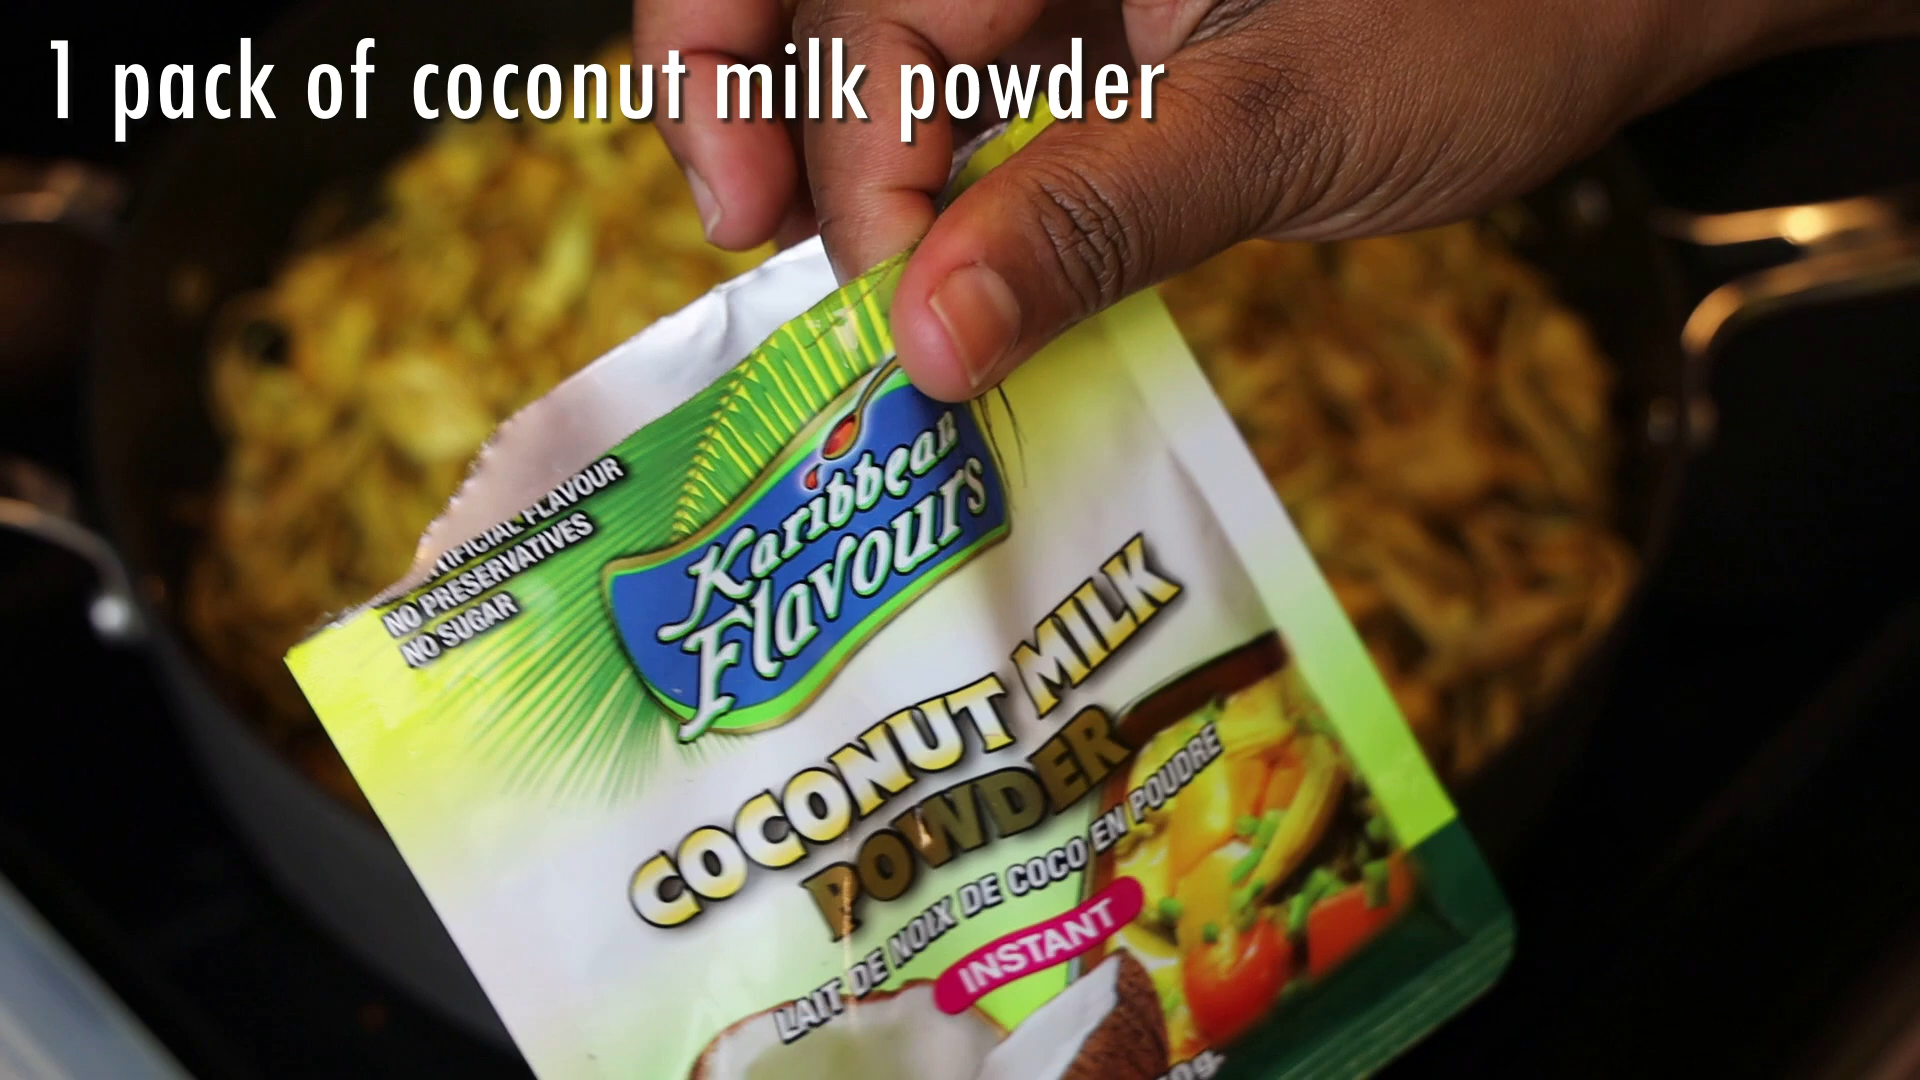 1 pack of coconut milk powder
FLAVOUR
NO PRESERVATIVES
NO SUGAR
Karibbean
Flavours
COCONUT MILK
POWDER
LAIT DE NOIX DE COCO EN POUDRE
INSTANT